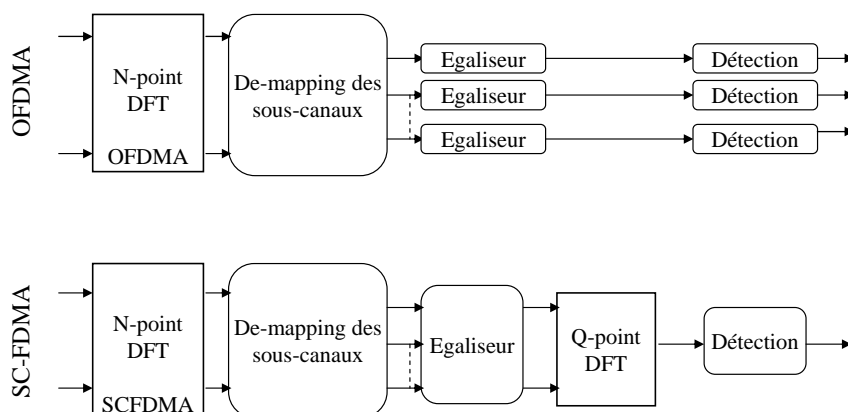 OFDMA
N-point
DFT
OFDMA
De-mapping des
sous-canaux
Egaliseur
Détection
Egaliseur
Détection
Egaliseur
Détection
SC-FDMA
N-point
DFT
SCFDMA
De-mapping des
sous-canaux
Egaliseur
Q-point
DFT
Détection